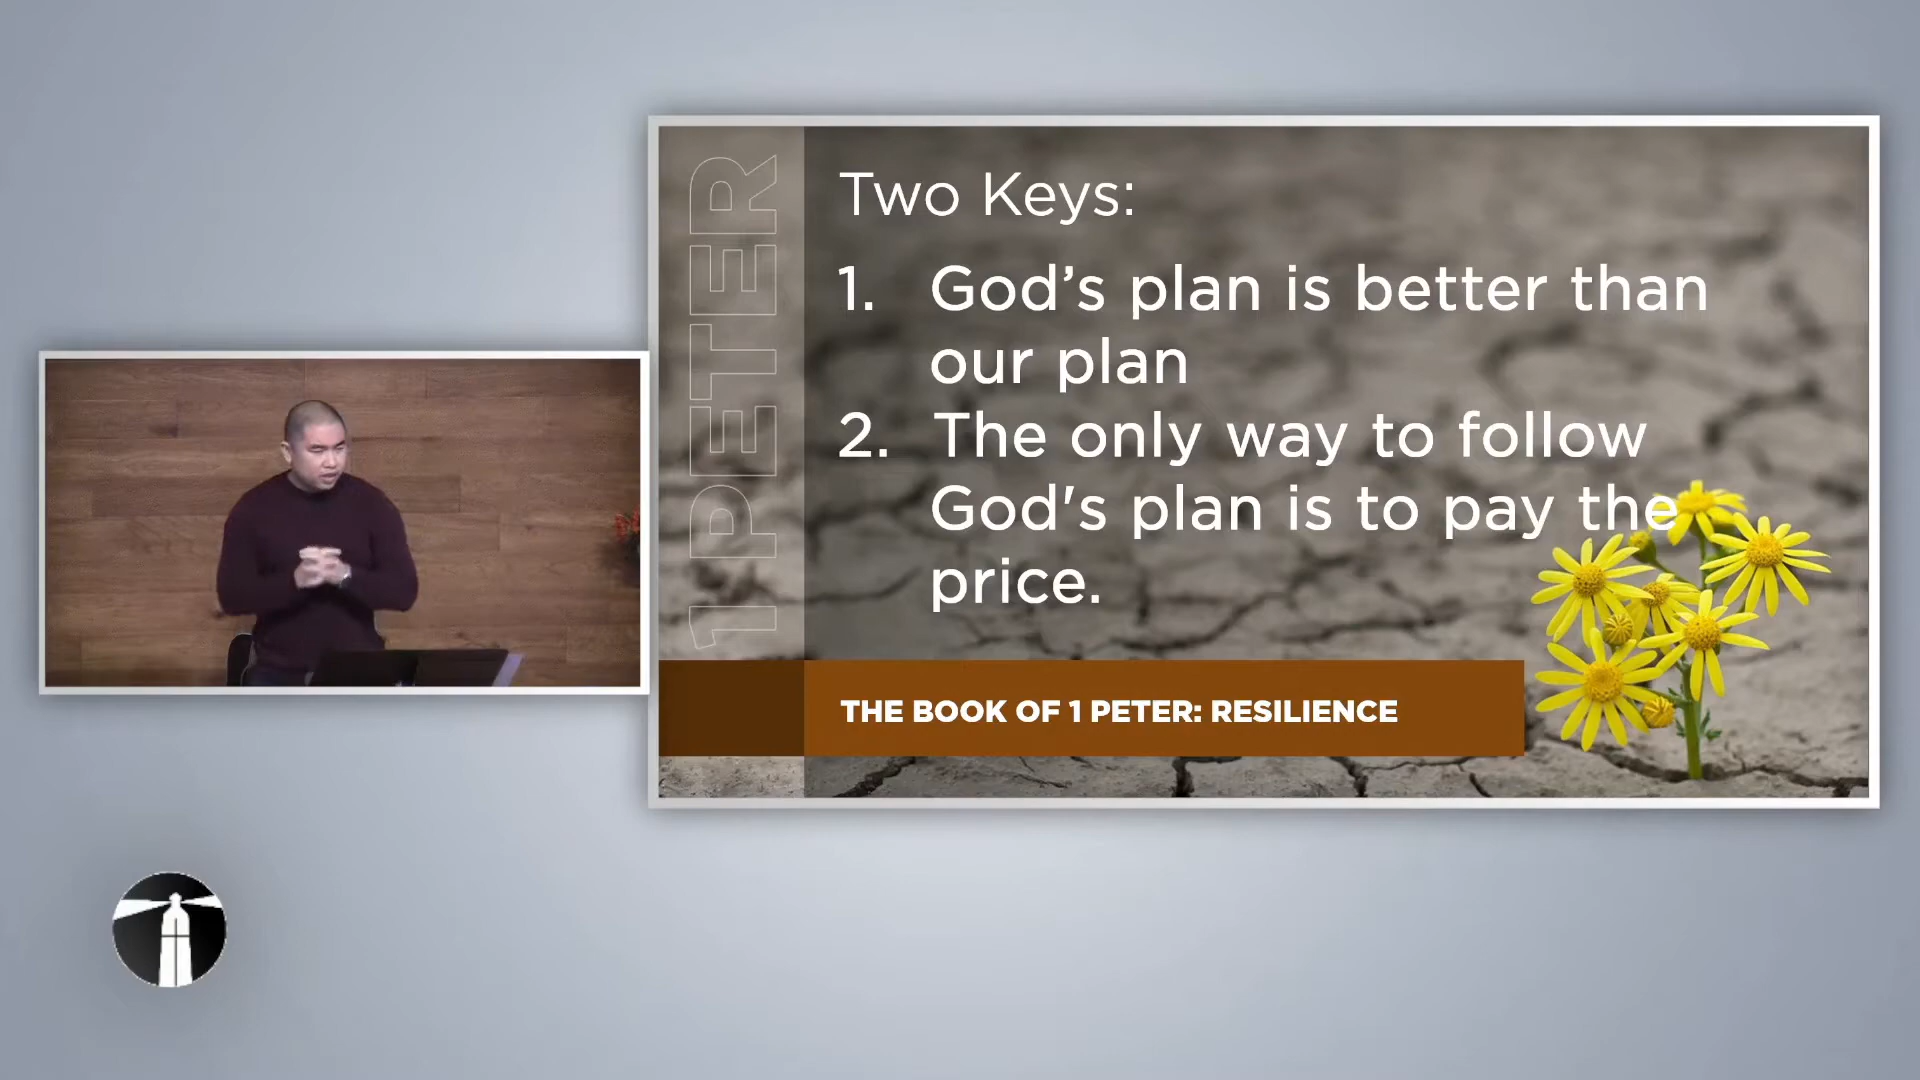 1 PETER
Two Keys:
1. God’s plan is better than
our plan
2. The only way to follow
God's plan is to pay the
price.
THE BOOK OF 1 PETER: RESILIENCE